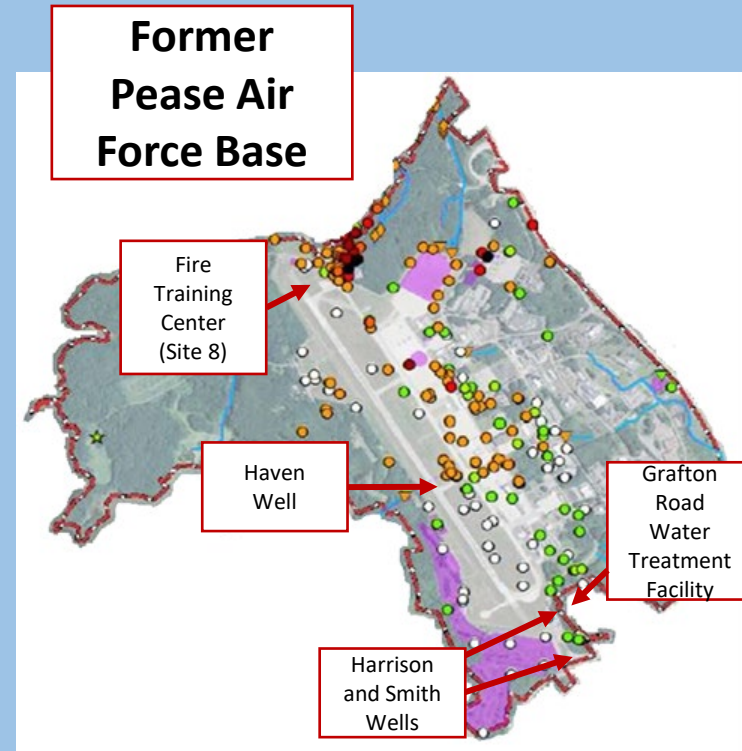 Former
Pease Air
Force Base
Fire
Training
Center
(Site 8)
Haven
Well
Grafton
Road
Water
Treatment
Facility
Harrison
and Smith
Wells